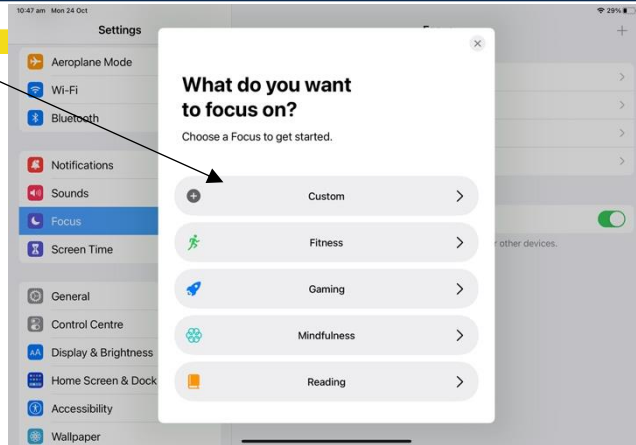 10:47 am Mon 24 Oct
29%
Settings
Aeroplane Mode
Wi-Fi
Bluetooth
Notifications
Sounds
Focus
Screen Time
General
Control Centre
AA
Display & Brightness
Home Screen & Dock
Accessibility
Wallpaper
What do you want
to focus on?
Choose a Focus to get started.
Custom
Fitness
Gaming
Mindfulness
Reading
other devices.